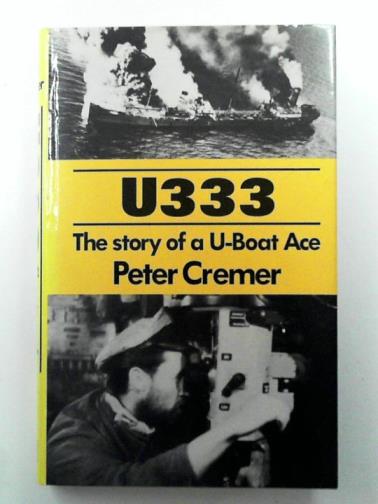 U333
The story of a U-Boat Ace
Peter Cremer